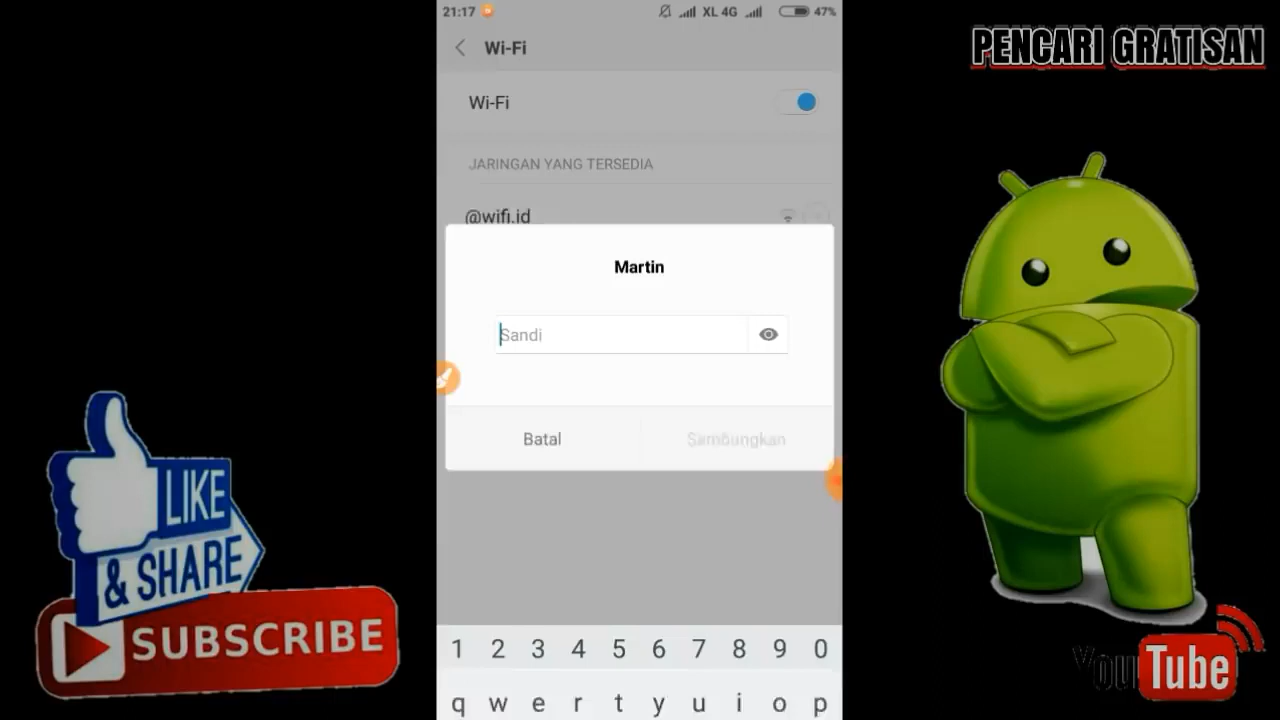 21:17 XL 4G 47%
PENCARI GRATISAN
Wi-Fi
Wi-Fi
JARINGAN YANG TERSEDIA
@wifi.id
Martin
Sandi
Batal Sambungkan
LIKE
& SHARE
SUBSCRIBE
1 2 3 4 5 6 7 8 9 0
q w e r t y u i o p
YouTube